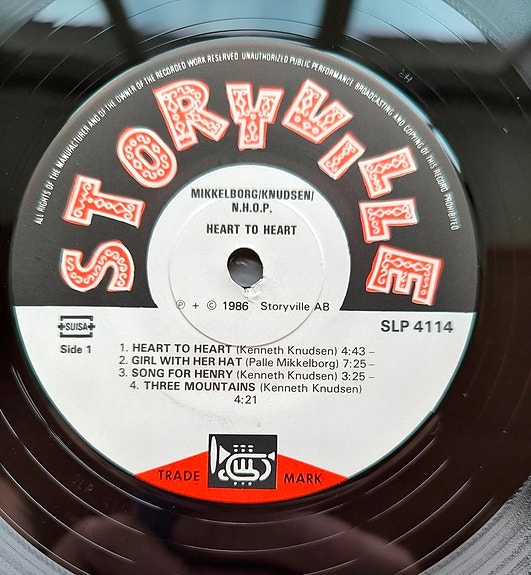 ALL RIGHTS OF THE MANUFACTURER AND OF THE OWNER OF THE RECORDED WORK RESERVED UNAUTHORIZED PUBLIC PERFORMANCE, BROADCASTING AND COPYING OF THIS RECORD PROHIBITED
STORYVILLE
MIKKELBORG/KNUDSEN/
N.H.O.P.
HEART TO HEART
℗ + © 1986 Storyville AB
SUISA
SLP 4114
Side 1
1. HEART TO HEART (Kenneth Knudsen) 4:43 –
2. GIRL WITH HER HAT (Palle Mikkelborg) 7:25 –
3. SONG FOR HENRY (Kenneth Knudsen) 3:25 –
4. THREE MOUNTAINS (Kenneth Knudsen)
4:21
TRADE MARK